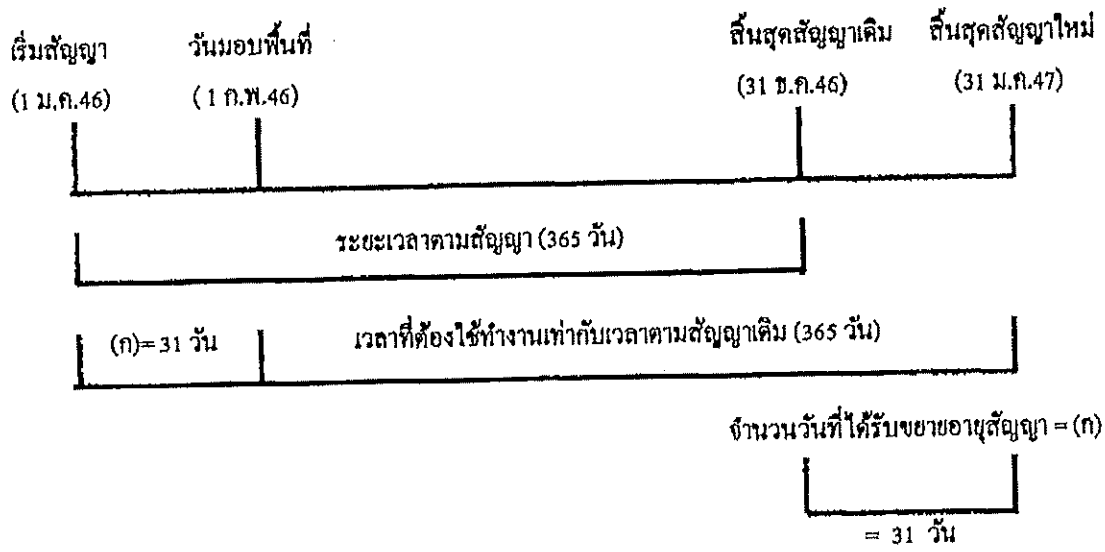 เริ่มสัญญา วันมอบพื้นที่ สิ้นสุดสัญญาเดิม สิ้นสุดสัญญาใหม่
(1 ม.ค.46) ( 1 ก.พ.46) (31 ธ.ค.46) (31 ม.ค.47)
ระยะเวลาตามสัญญา (365 วัน)
(ก)= 31 วัน เวลาที่ต้องใช้ทำงานเท่ากับเวลาตามสัญญาเดิม (365 วัน)
จำนวนวันที่ได้รับขยายอายุสัญญา = (ก)
= 31 วัน